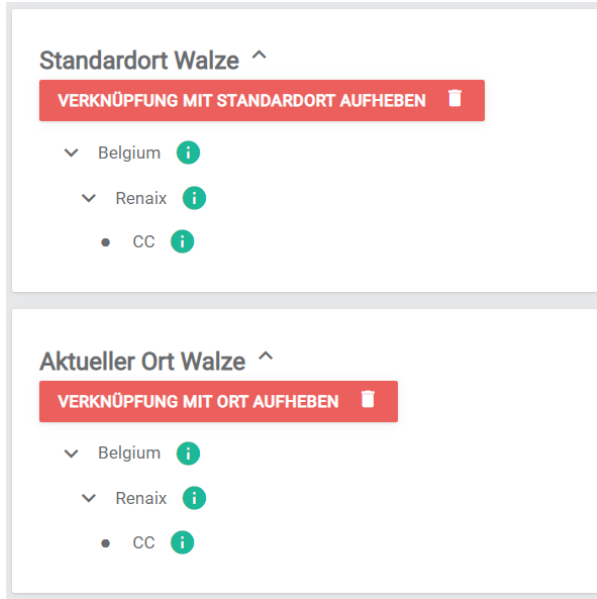 Standardort Walze
VERKNÜPFUNG MIT STANDARDORT AUFHEBEN
Belgium
Renaix
CC
Aktueller Ort Walze
VERKNÜPFUNG MIT ORT AUFHEBEN
Belgium
Renaix
CC